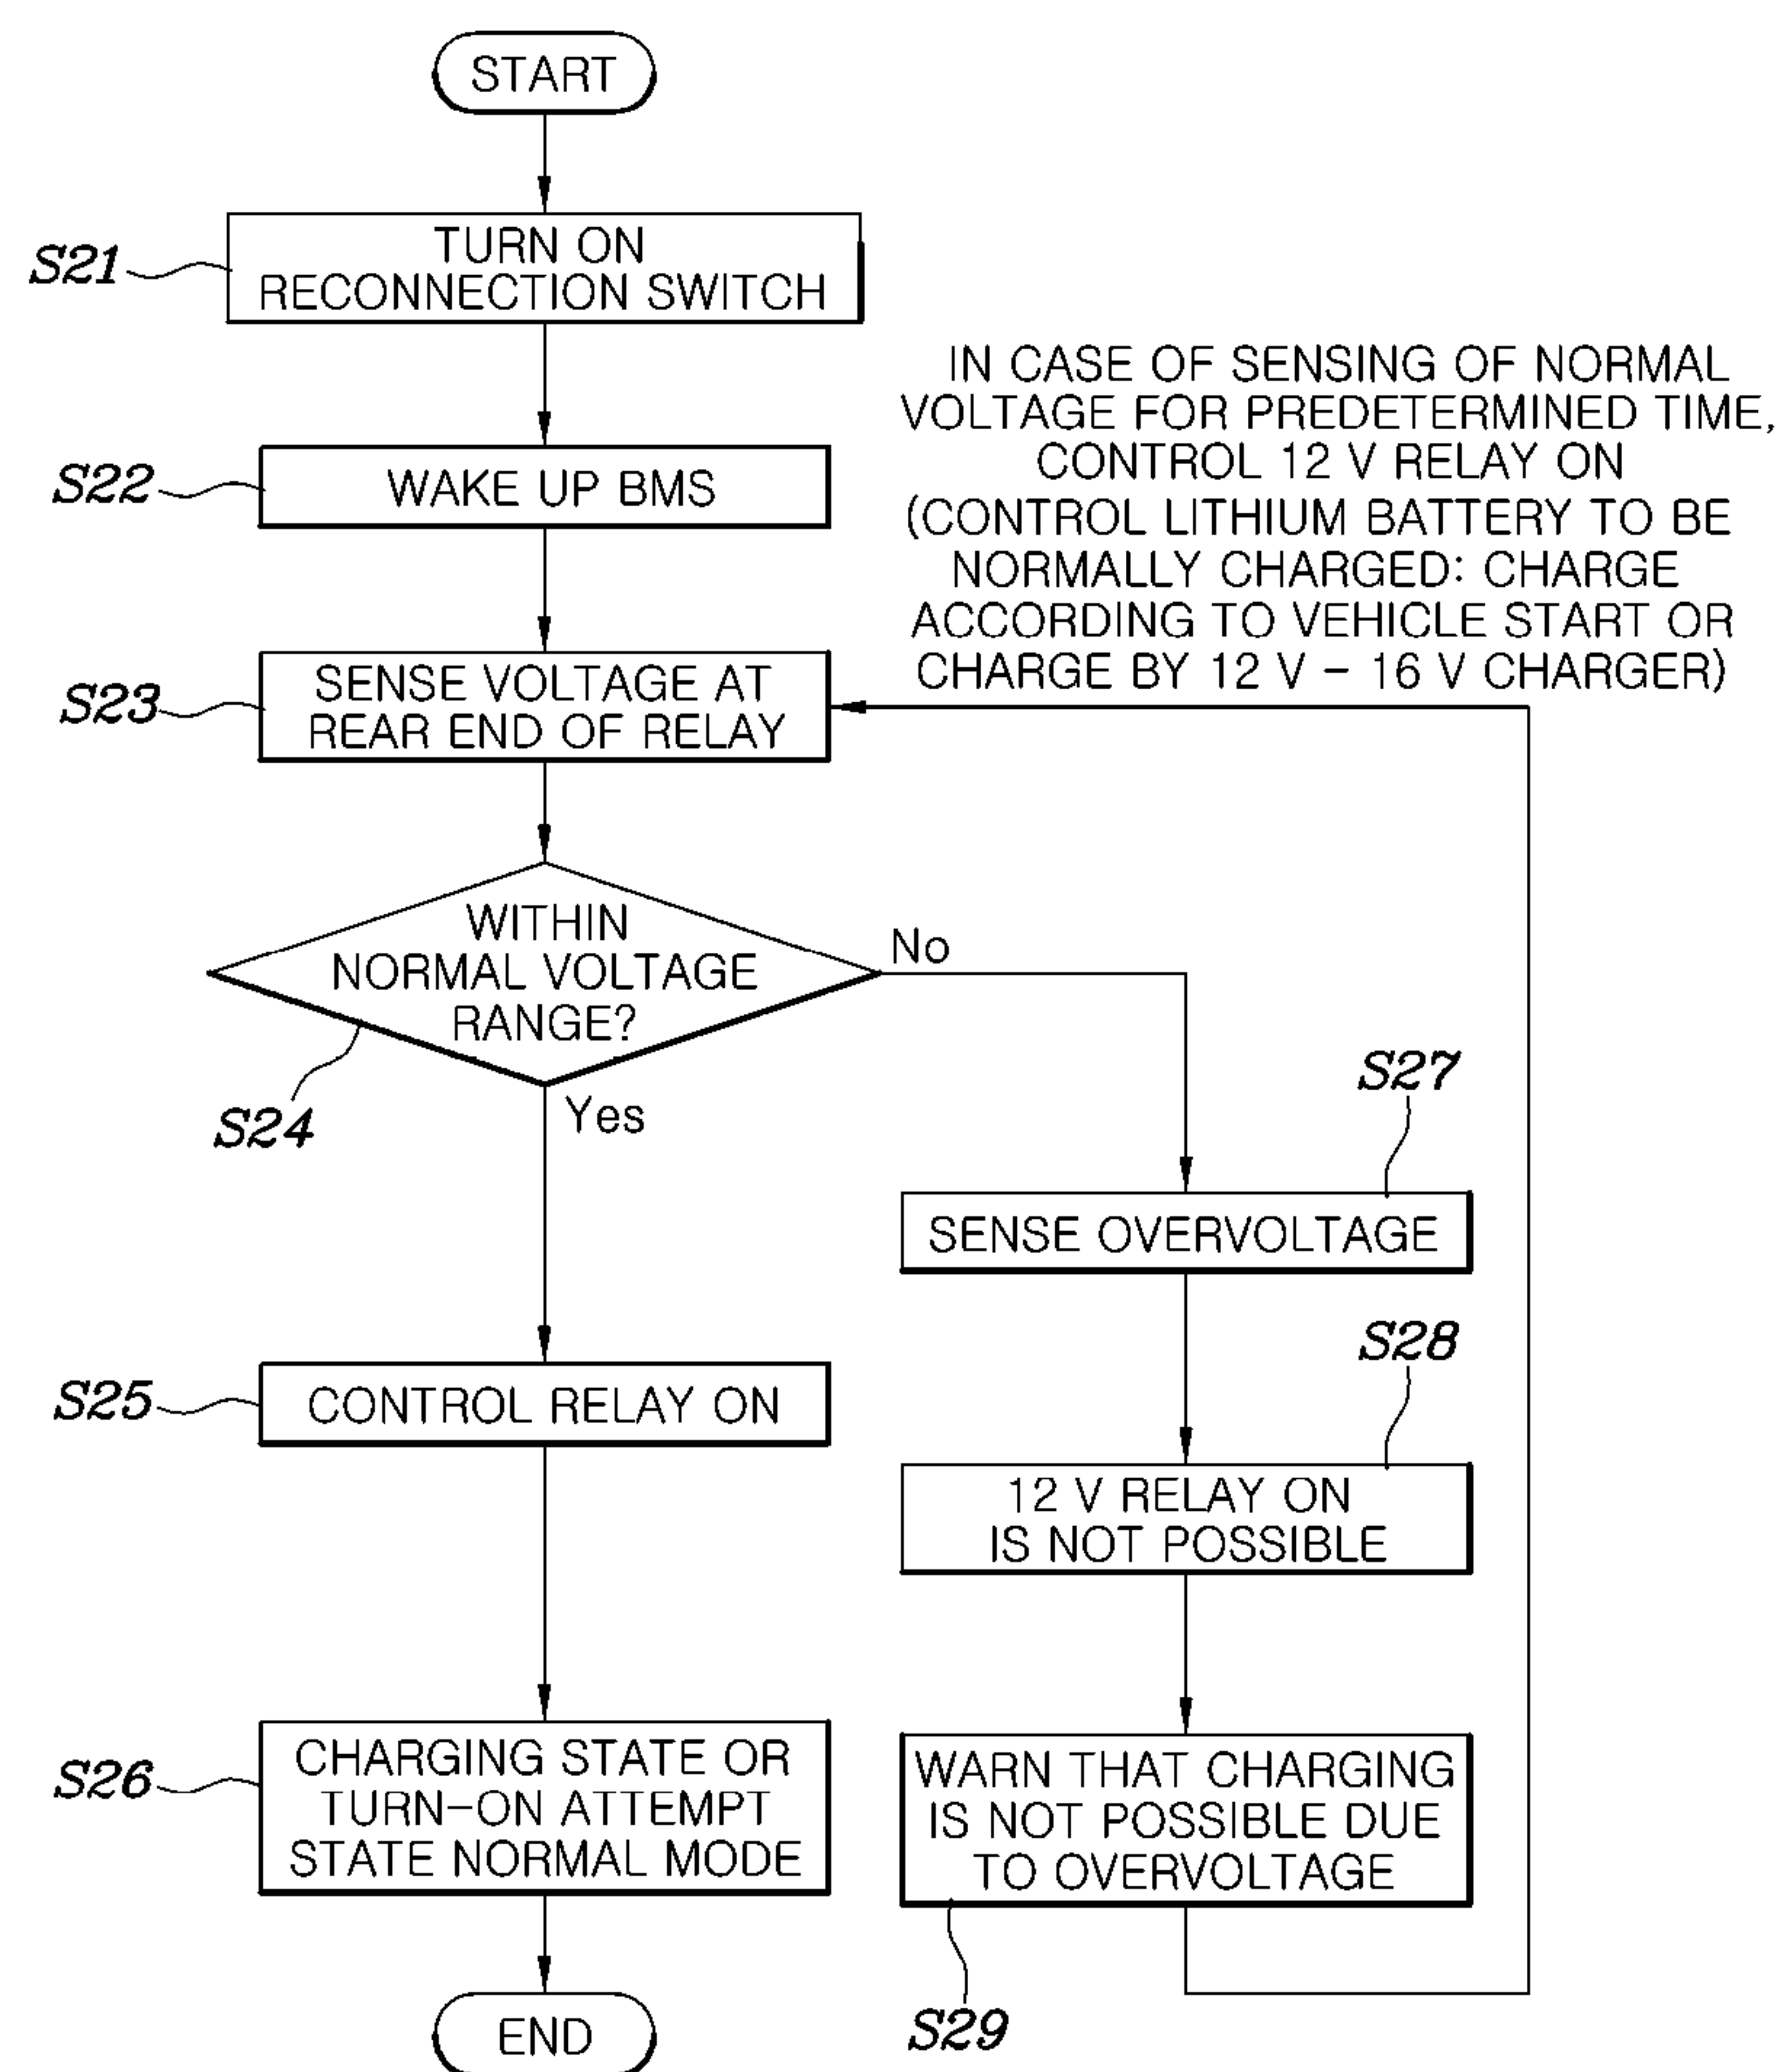 START
S21
TURN ON
RECONNECTION SWITCH
S22
WAKE UP BMS
IN CASE OF SENSING OF NORMAL
VOLTAGE FOR PREDETERMINED TIME,
CONTROL 12 V RELAY ON
(CONTROL LITHIUM BATTERY TO BE
NORMALLY CHARGED: CHARGE
ACCORDING TO VEHICLE START OR
CHARGE BY 12 V – 16 V CHARGER)
S23
SENSE VOLTAGE AT
REAR END OF RELAY
WITHIN
NORMAL VOLTAGE
RANGE?
No
S24
Yes
S27
SENSE OVERVOLTAGE
S25
CONTROL RELAY ON
S28
12 V RELAY ON
IS NOT POSSIBLE
S26
CHARGING STATE OR
TURN–ON ATTEMPT
STATE NORMAL MODE
WARN THAT CHARGING
IS NOT POSSIBLE DUE
TO OVERVOLTAGE
S29
END